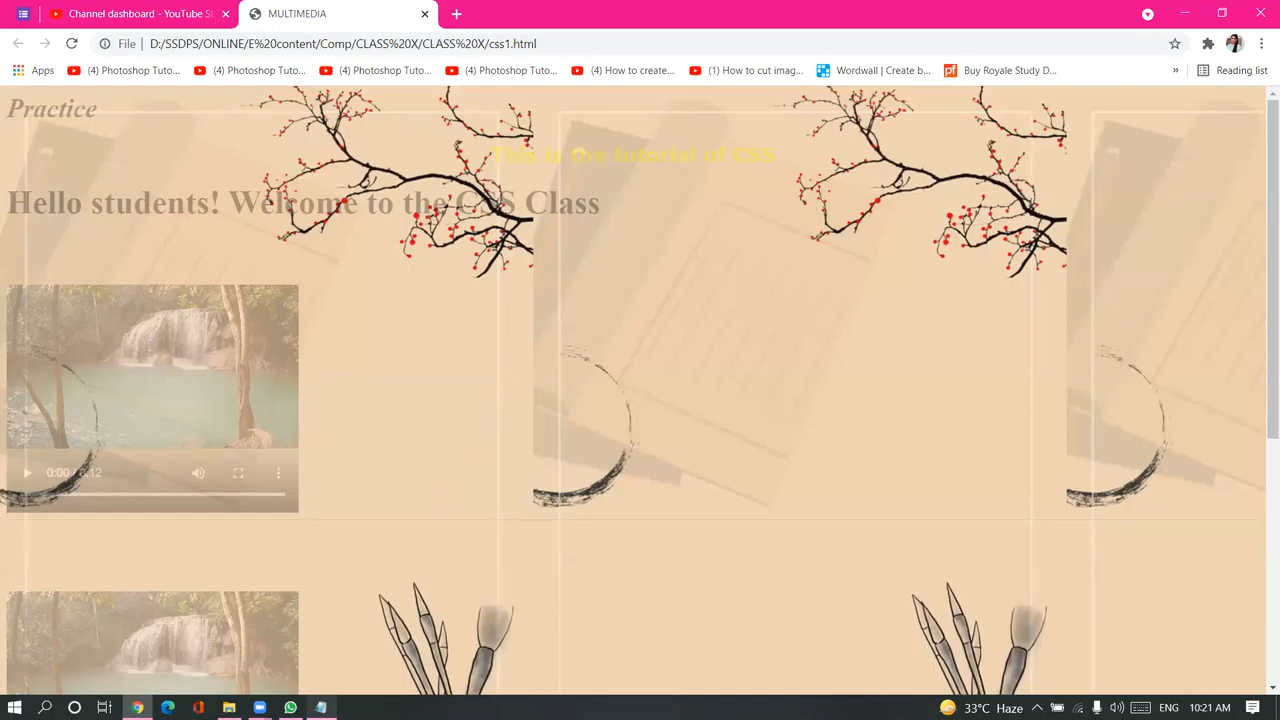 Channel dashboard - YouTube St
MULTIMEDIA
File
D:/SSDPS/ONLINE/E%20content/Comp/CLASS%20X/CLASS%20X/css1.html
Apps
(4) Photoshop Tuto...
(4) Photoshop Tuto...
(4) Photoshop Tuto...
(4) Photoshop Tuto...
(4) How to create...
(1) How to cut imag...
Wordwall | Create b...
Buy Royale Study D...
»
Reading list
Practice
This is the tutorial of CSS
Hello students! Welcome to the CSS Class
0:00 / 0:12
33°C Haze
ENG
10:21 AM